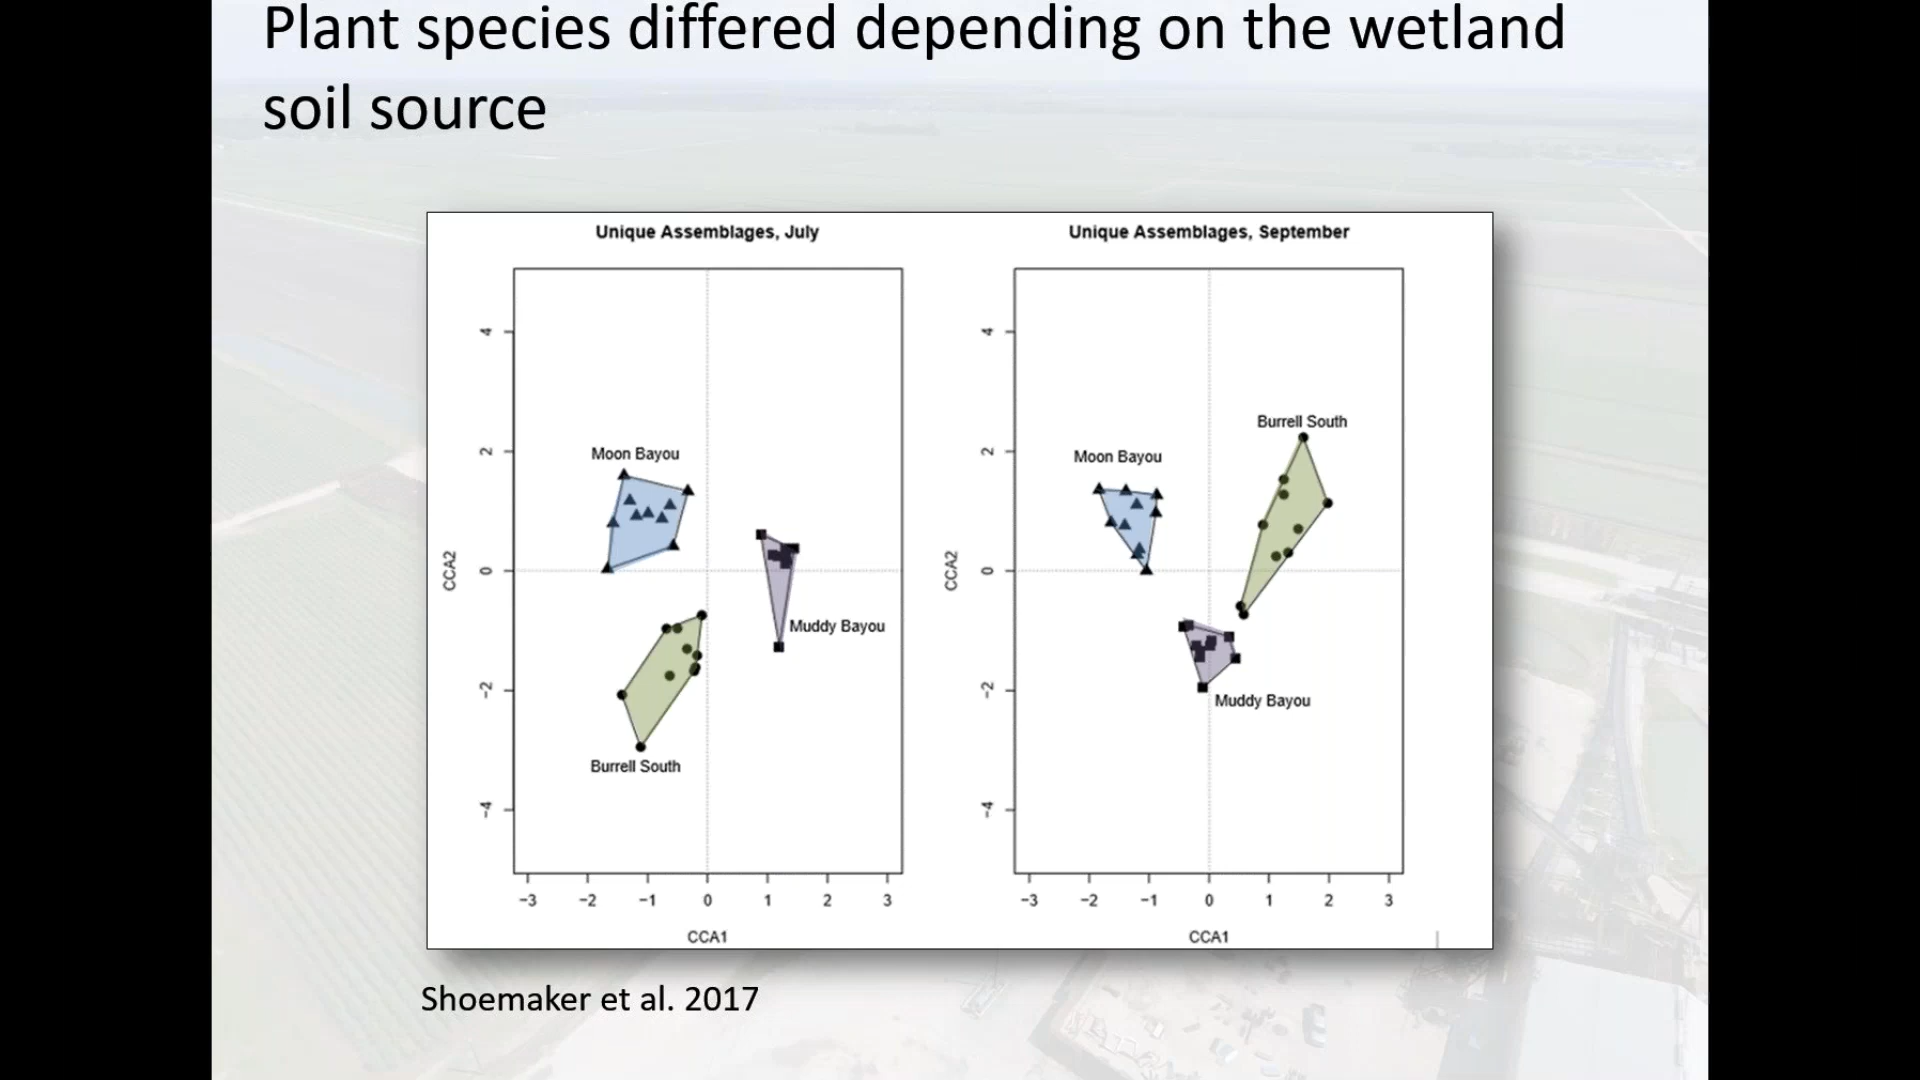 Plant species differed depending on the wetland
soil source
Unique Assemblages, July
4
2
0
−2
−4
CCA2
Moon Bayou
Muddy Bayou
Burrell South
−3 −2 −1 0 1 2 3
CCA1
Unique Assemblages, September
4
2
0
−2
−4
CCA2
Burrell South
Moon Bayou
Muddy Bayou
−3 −2 −1 0 1 2 3
CCA1
Shoemaker et al. 2017